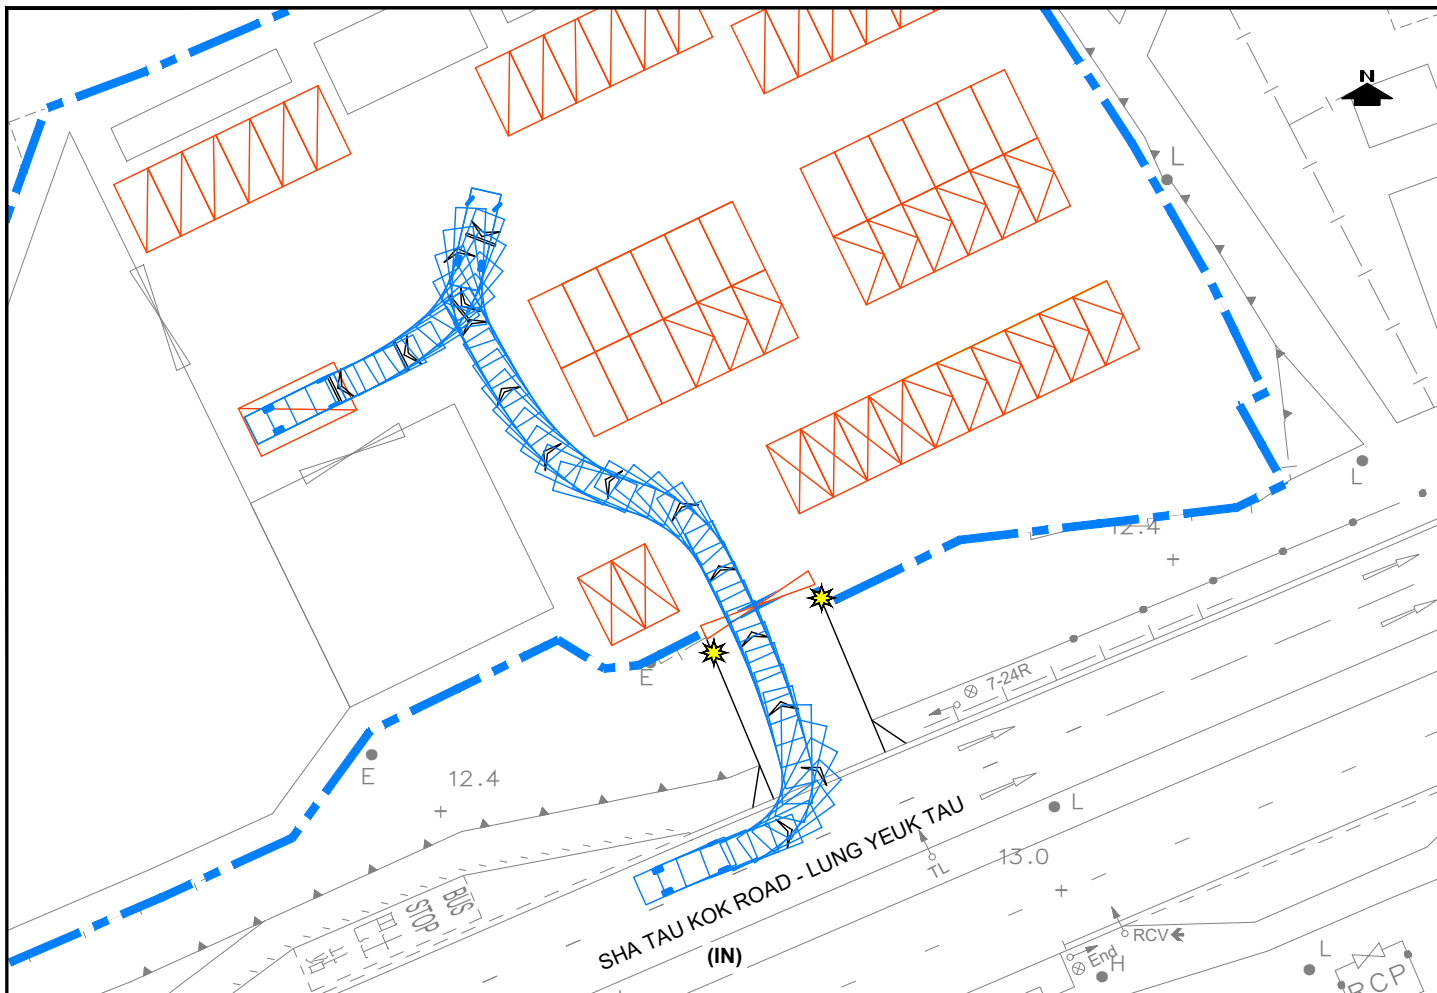 N
L
L
12.4
7-24R
E
E
12.4
L
SHA TAU KOK ROAD - LUNG YEUK TAU
(IN)
TL
13.0
BUS
STOP
RCV
End
H
L
RCP